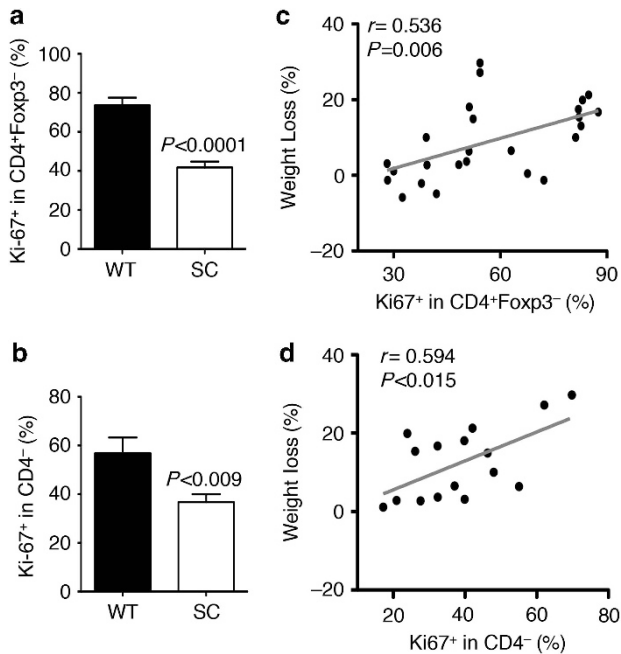 a
Ki-67⁺ in CD4⁺Foxp3⁻ (%)
100
80
60
40
20
0
P<0.0001
WT
SC
c
r= 0.536
P=0.006
Weight Loss (%)
40
20
0
−20
30
60
90
Ki67⁺ in CD4⁺Foxp3⁻ (%)
b
Ki-67⁺ in CD4⁻ (%)
80
60
40
20
0
P<0.009
WT
SC
d
r= 0.594
P<0.015
Weight loss (%)
40
20
0
−20
20
40
60
80
Ki67⁺ in CD4⁻ (%)